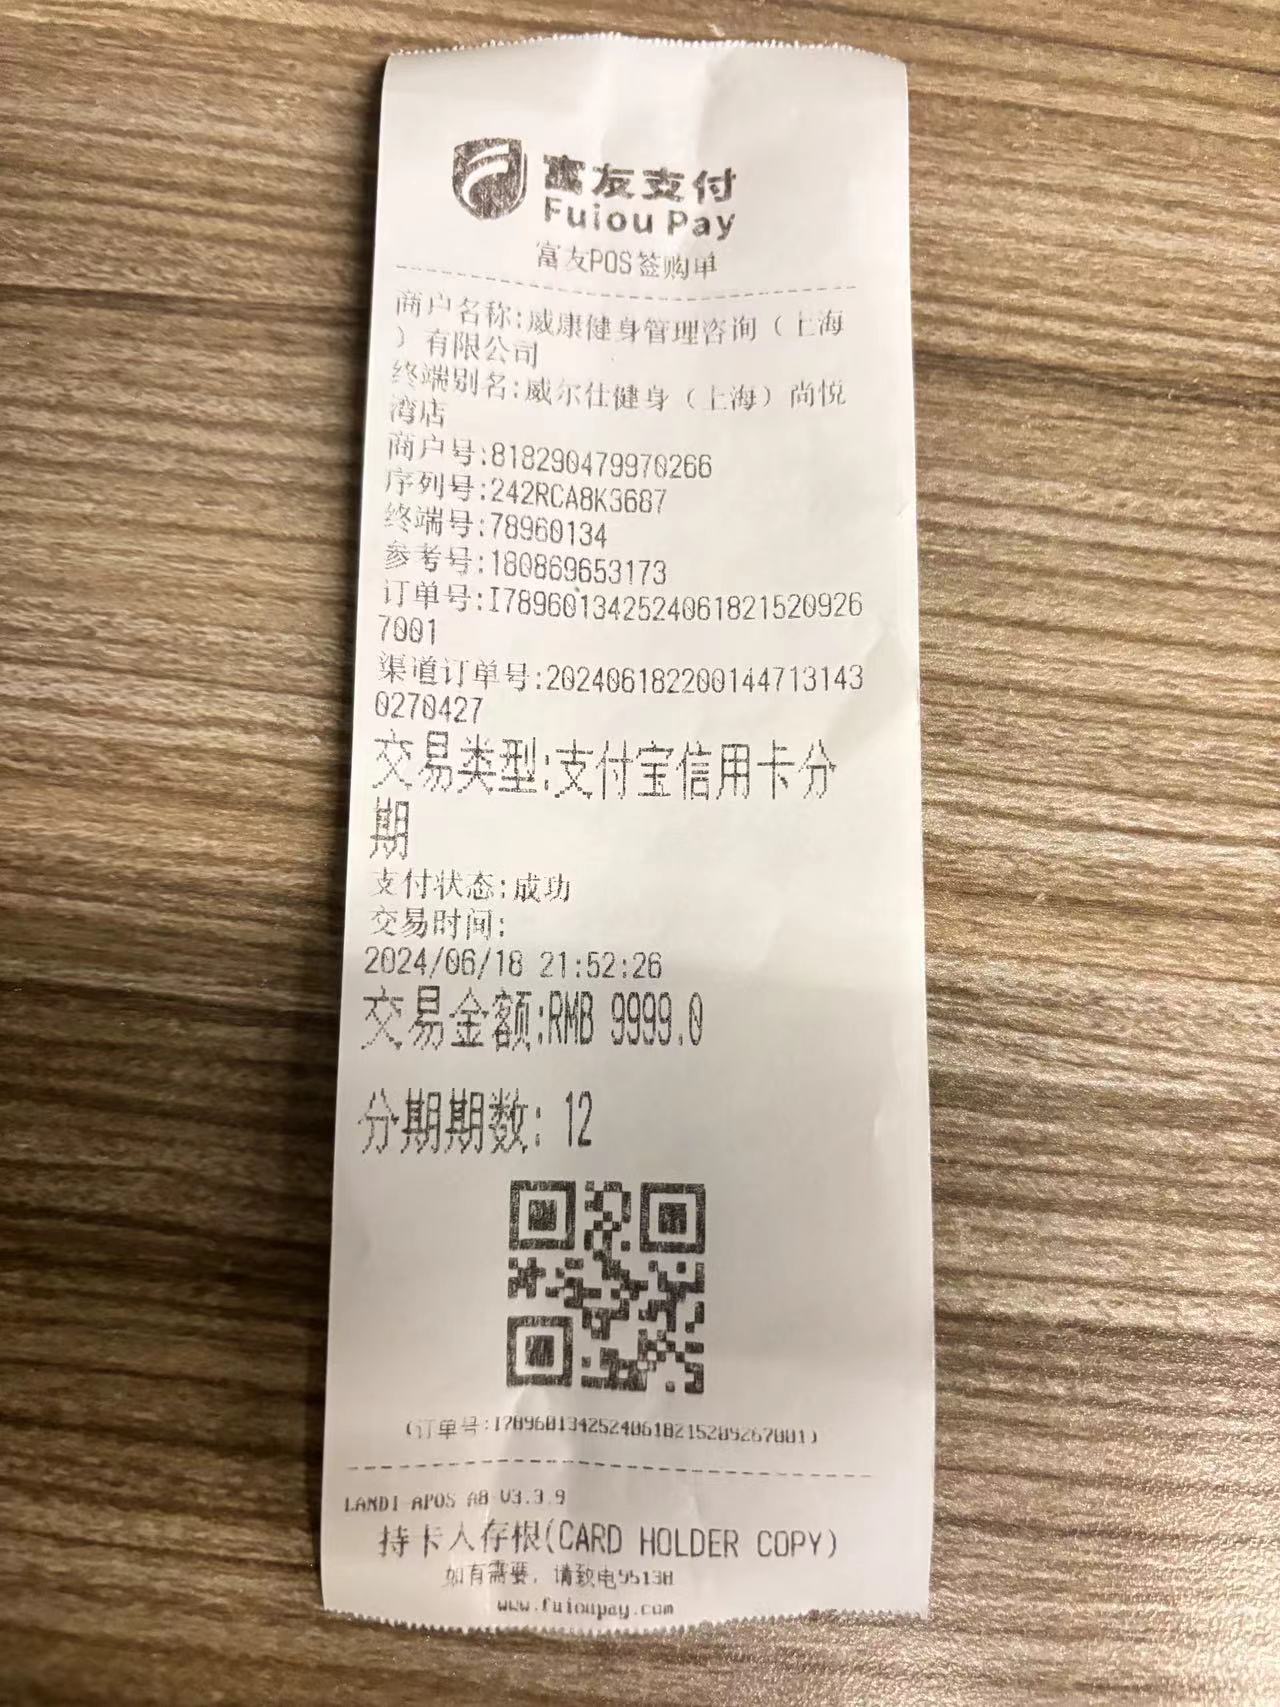 富友支付
Fuiou Pay
富友POS签购单
商户名称:威康健身管理咨询（上海
）有限公司
终端别名:威尔仕健身（上海）尚悦
湾店
商户号:818290479970266
序列号:242RCA8K3687
终端号:78960134
参考号:180869653173
订单号:I789601342524061821520926
7001
渠道订单号:202406182200144713143
0270427
交易类型:支付宝信用卡分
期
支付状态:成功
交易时间:
2024/06/18 21:52:26
交易金额:RMB 9999.0
分期期数: 12
(订单号:I7896013425240618215209267001)
LANDI APOS A8 V3.3.9
持卡人存根(CARD HOLDER COPY)
如有需要，请致电95138
www.fuioupay.com